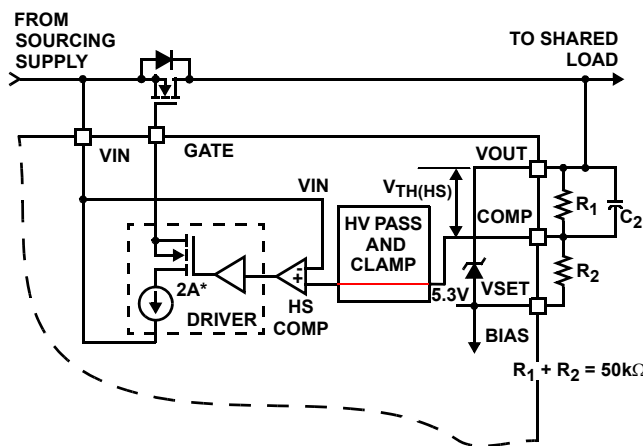 FROM
SOURCING
SUPPLY
TO SHARED
LOAD
VIN
GATE
VOUT
VIN
VTH(HS)
COMP
R1
C2
HV PASS
AND
CLAMP
R2
2A*
DRIVER
HS
COMP
5.3V
VSET
BIAS
R1 + R2 = 50kΩ
- +